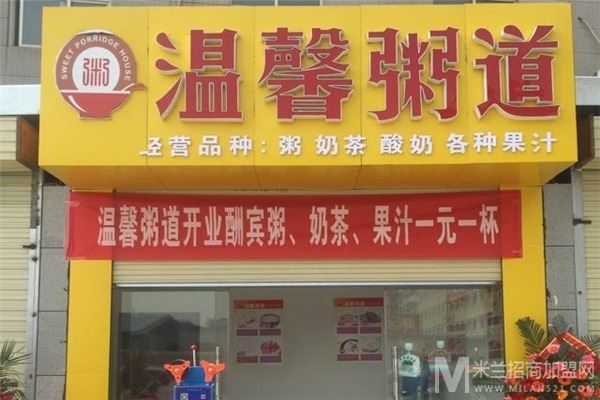 SWEET PORRIDGE HOUSE
粥
温馨粥道
经营品种：粥 奶茶 酸奶 各种果汁
温馨粥道开业酬宾粥、奶茶、果汁一元一杯
米兰招商加盟网
WWW.MILAN521.COM